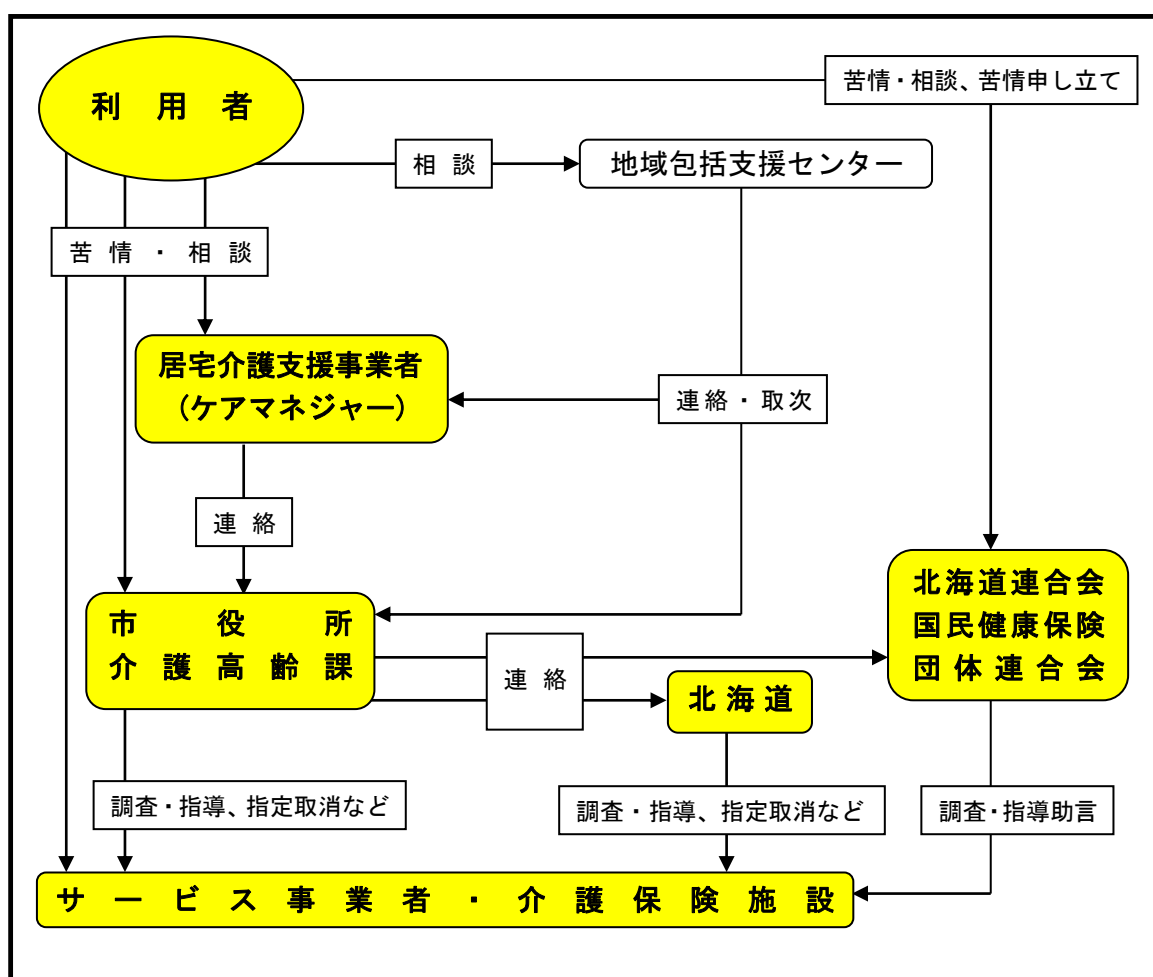 利用者
苦情・相談、苦情申し立て
相談
地域包括支援センター
苦情・相談
居宅介護支援事業者
(ケアマネジャー)
連絡・取次
連絡
市役所
介護高齢課
連絡
北海道
北海道連合会
国民健康保険
団体連合会
調査・指導、指定取消など
調査・指導、指定取消など
調査・指導助言
サービス事業者・介護保険施設